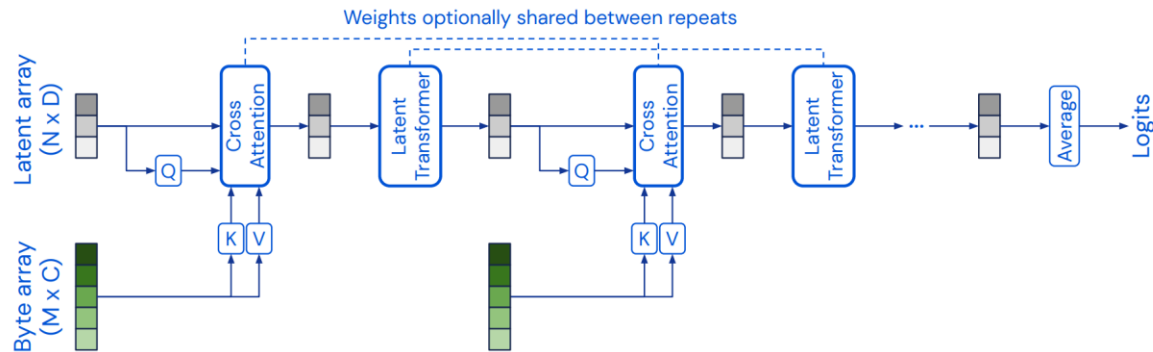 Weights optionally shared between repeats
Latent array
(N x D)
Cross
Attention
Latent
Transformer
Cross
Attention
Latent
Transformer
...
Average
Logits
Q
Q
K
V
K
V
Byte array
(M x C)